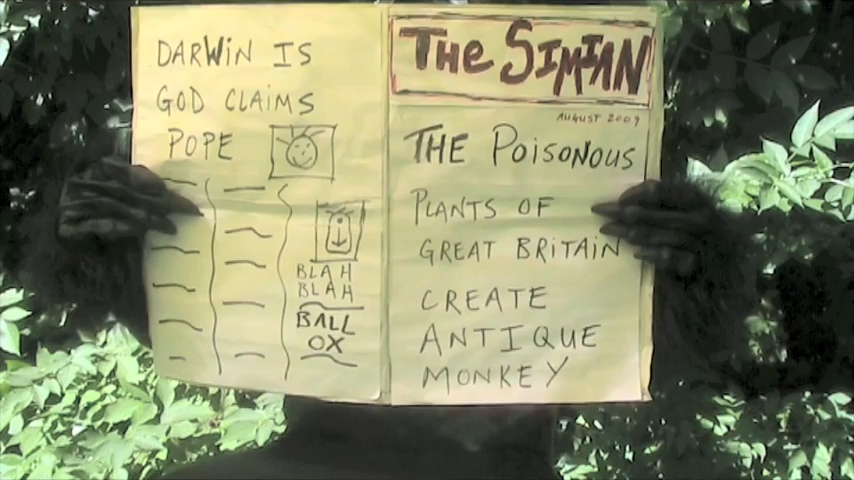 DARWIN IS
GOD CLAIMS
POPE
BLAH
BLAH
BALL
OX
THE SIMIAN
AUGUST 2009
THE POISONOUS
PLANTS OF
GREAT BRITAIN
CREATE
ANTIQUE
MONKEY